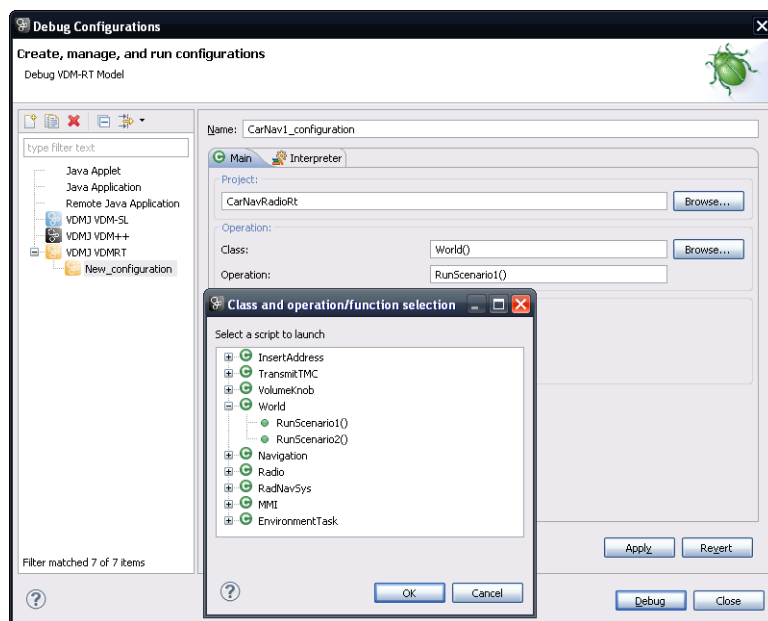 Debug Configurations
Create, manage, and run configurations
Debug VDM-RT Model
type filter text
Java Applet
Java Application
Remote Java Application
VDMJ VDM-SL
VDMJ VDM++
VDMJ VDMRT
New_configuration
Filter matched 7 of 7 items
Name: CarNav1_configuration
Main Interpreter
Project:
CarNavRadioRt Browse...
Operation:
Class: World() Browse...
Operation: RunScenario1()
Class and operation/function selection
Select a script to launch
InsertAddress
TransmitTMC
VolumeKnob
World
RunScenario1()
RunScenario2()
Navigation
Radio
RadNavSys
MMI
EnvironmentTask
OK Cancel
Apply Revert
Debug Close